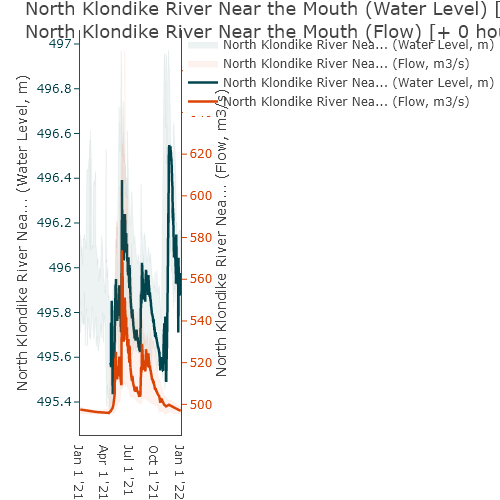 North Klondike River Near the Mouth (Water Level) [
North Klondike River Near the Mouth (Flow) [+ 0 hou
North Klondike River Nea... (Water Level, m)
North Klondike River Nea... (Flow, m3/s)
North Klondike River Nea... (Water Level, m)
North Klondike River Nea... (Flow, m3/s)
497
496.8
496.6
496.4
496.2
496
495.8
495.6
495.4
North Klondike River Nea... (Water Level, m)
620
600
580
560
540
520
500
North Klondike River Nea... (Flow, m3/s)
Jan 1 '21
Apr 1 '21
Jul 1 '21
Oct 1 '21
Jan 1 '22